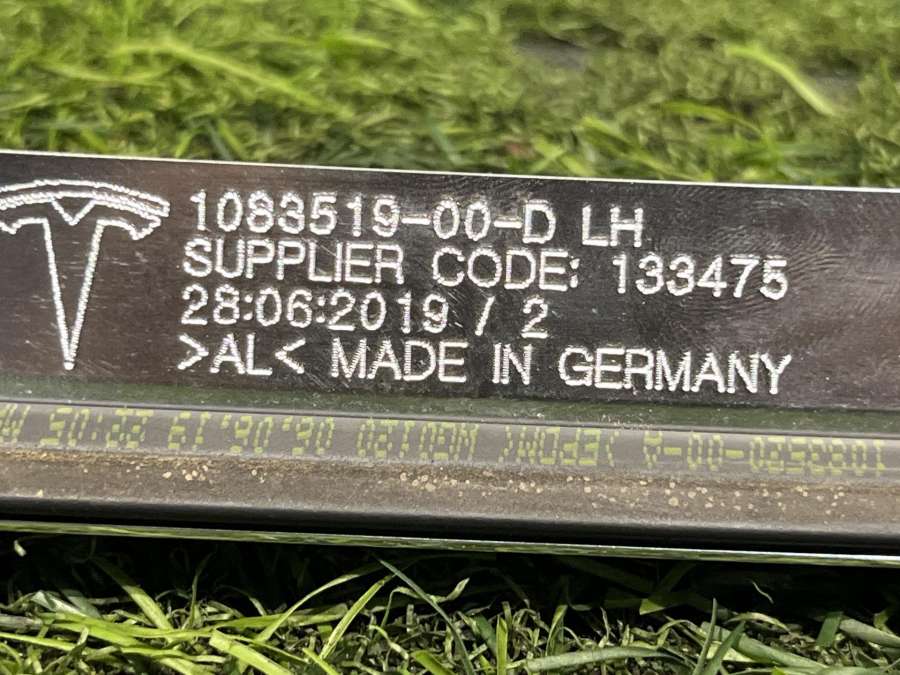 1083519-00-D LH
SUPPLIER CODE: 133475
28:06:2019 / 2
>AL< MADE IN GERMANY